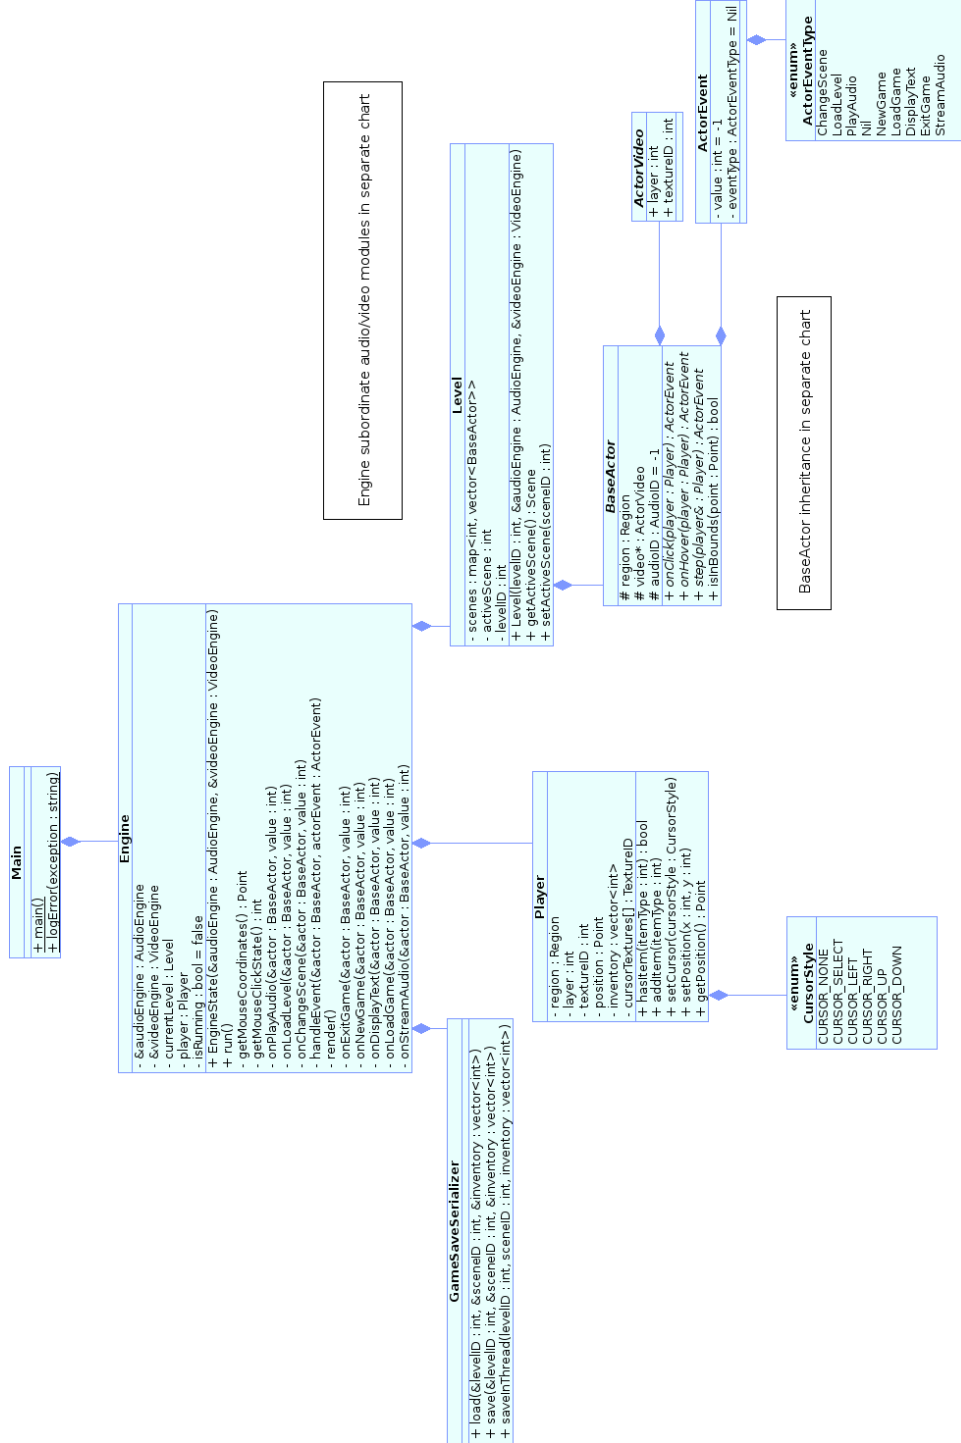 Main
+ main()
+ logError(exception : string)
Engine
- &audioEngine : AudioEngine
- &videoEngine : VideoEngine
- currentLevel : Level
- player : Player
- isRunning : bool = false
+ EngineState(&audioEngine : AudioEngine, &videoEngine : VideoEngine)
+ run()
- getMouseCoordinates() : Point
- getMouseClickState() : int
- onPlayAudio(&actor : BaseActor, value : int)
- onLoadLevel(&actor : BaseActor, value : int)
- onChangeScene(&actor : BaseActor, value : int)
- handleEvent(&actor : BaseActor, actorEvent : ActorEvent)
- render()
- onExitGame(&actor : BaseActor, value : int)
- onNewGame(&actor : BaseActor, value : int)
- onDisplayText(&actor : BaseActor, value : int)
- onLoadGame(&actor : BaseActor, value : int)
- onStreamAudio(&actor : BaseActor, value : int)
Engine subordinate audio/video modules in separate chart
GameSaveSerializer
+ load(&levelID : int, &sceneID : int, &inventory : vector<int>)
+ save(&levelID : int, &sceneID : int, &inventory : vector<int>)
+ saveInThread(levelID : int, sceneID : int, inventory : vector<int>)
Player
- region : Region
- layer : int
- textureID : int
- position : Point
- inventory : vector<int>
- cursorTextures[] : TextureID
+ hasItem(itemType : int) : bool
+ addItem(itemType : int)
+ setCursor(cursorStyle : CursorStyle)
+ setPosition(x : int, y : int)
+ getPosition() : Point
Level
- scenes : map<int, vector<BaseActor>>
- activeScene : int
- levelID : int
+ Level(levelID : int, &audioEngine : AudioEngine, &videoEngine : VideoEngine)
+ getActiveScene() : Scene
+ setActiveScene(sceneID : int)
BaseActor
# region : Region
# video* : ActorVideo
# audioID : AudioID = -1
+ onClick(player : Player) : ActorEvent
+ onHover(player : Player) : ActorEvent
+ step(player& : Player) : ActorEvent
+ isInBounds(point : Point) : bool
ActorVideo
+ layer : int
+ textureID : int
ActorEvent
- value : int = -1
- eventType : ActorEventType = Nil
«enum»
CursorStyle
CURSOR_NONE
CURSOR_SELECT
CURSOR_LEFT
CURSOR_RIGHT
CURSOR_UP
CURSOR_DOWN
BaseActor inheritance in separate chart
«enum»
ActorEventType
ChangeScene
LoadLevel
PlayAudio
Nil
NewGame
LoadGame
DisplayText
ExitGame
StreamAudio